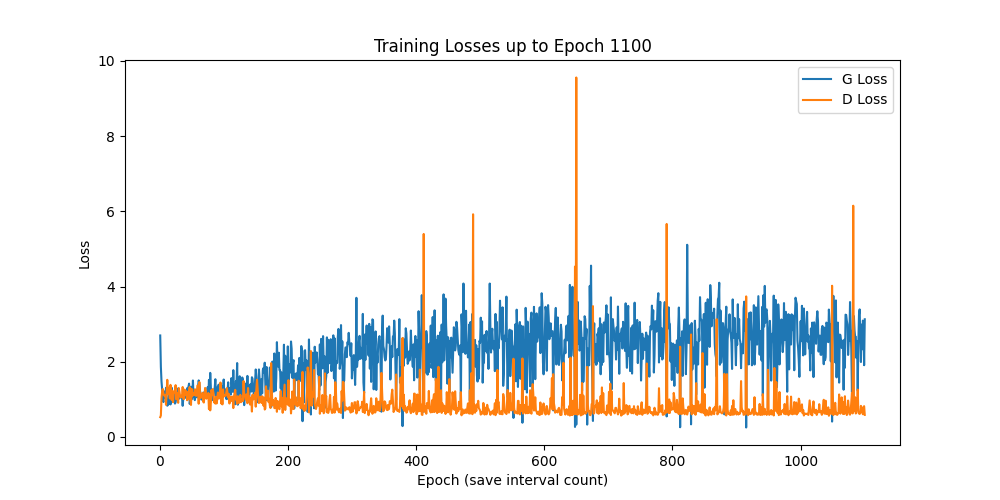 Training Losses up to Epoch 1100
G Loss
D Loss
10
8
6
4
2
0
Loss
0 200 400 600 800 1000
Epoch (save interval count)